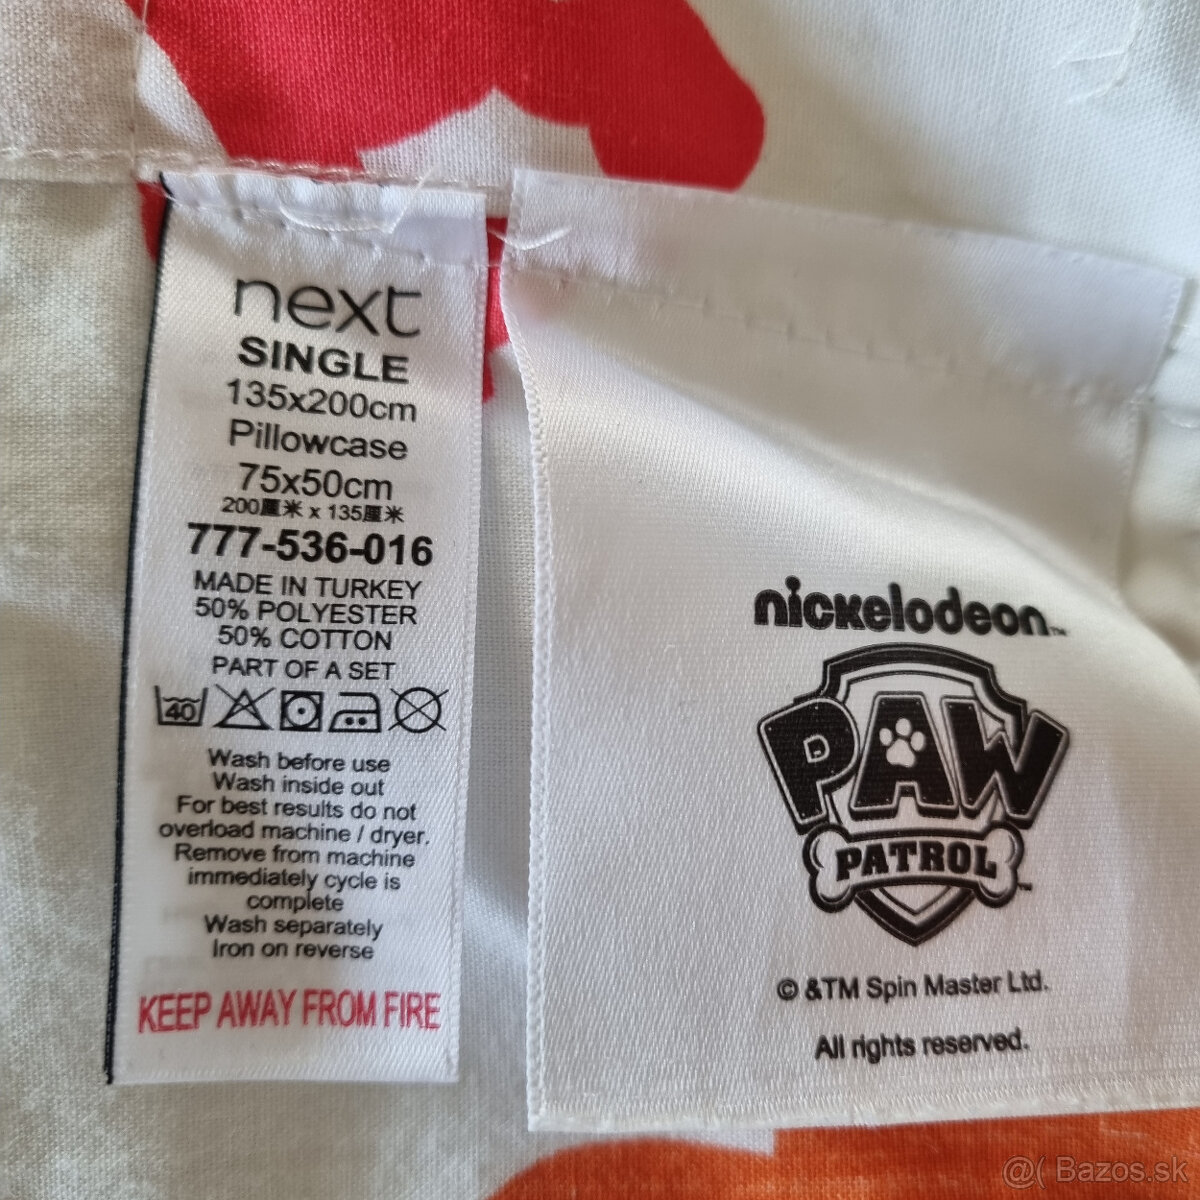 next
SINGLE
135x200cm
Pillowcase
75x50cm
200厘米 x 135厘米
777-536-016
MADE IN TURKEY
50% POLYESTER
50% COTTON
PART OF A SET
40
Wash before use
Wash inside out
For best results do not
overload machine / dryer.
Remove from machine
immediately cycle is
complete
Wash separately
Iron on reverse
KEEP AWAY FROM FIRE
nickelodeon™
PAW
PATROL™
© &TM Spin Master Ltd.
All rights reserved.
@( Bazos.sk